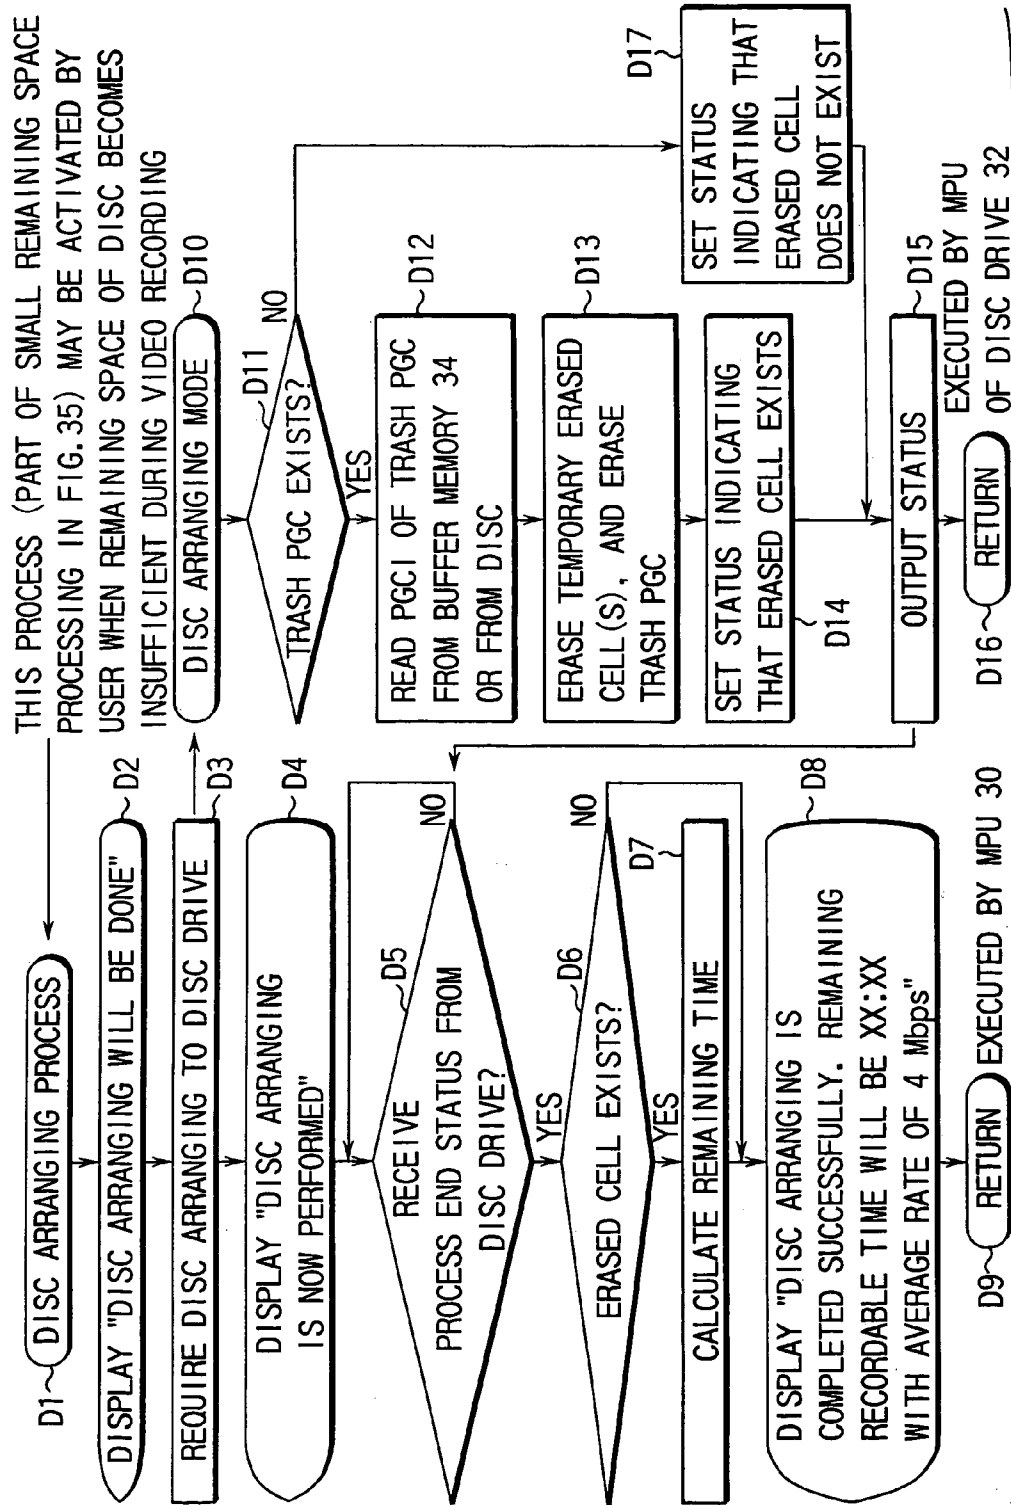 THIS PROCESS (PART OF SMALL REMAINING SPACE
PROCESSING IN FIG.35) MAY BE ACTIVATED BY
USER WHEN REMAINING SPACE OF DISC BECOMES
INSUFFICIENT DURING VIDEO RECORDING
D1
DISC ARRANGING PROCESS
D2
DISPLAY "DISC ARRANGING WILL BE DONE"
D3
REQUIRE DISC ARRANGING TO DISC DRIVE
D4
DISPLAY "DISC ARRANGING
IS NOW PERFORMED"
D5
RECEIVE
PROCESS END STATUS FROM
DISC DRIVE?
NO
YES
D6
ERASED CELL EXISTS?
NO
YES
D7
CALCULATE REMAINING TIME
D8
DISPLAY "DISC ARRANGING IS
COMPLETED SUCCESSFULLY. REMAINING
RECORDABLE TIME WILL BE XX:XX
WITH AVERAGE RATE OF 4 Mbps"
D9
RETURN
EXECUTED BY MPU 30
D10
DISC ARRANGING MODE
D11
TRASH PGC EXISTS?
NO
YES
D12
READ PGCI OF TRASH PGC
FROM BUFFER MEMORY 34
OR FROM DISC
D13
ERASE TEMPORARY ERASED
CELL(S), AND ERASE
TRASH PGC
SET STATUS INDICATING
THAT ERASED CELL EXISTS
D14
D17
SET STATUS
INDICATING THAT
ERASED CELL
DOES NOT EXIST
D15
OUTPUT STATUS
D16
RETURN
EXECUTED BY MPU
OF DISC DRIVE 32